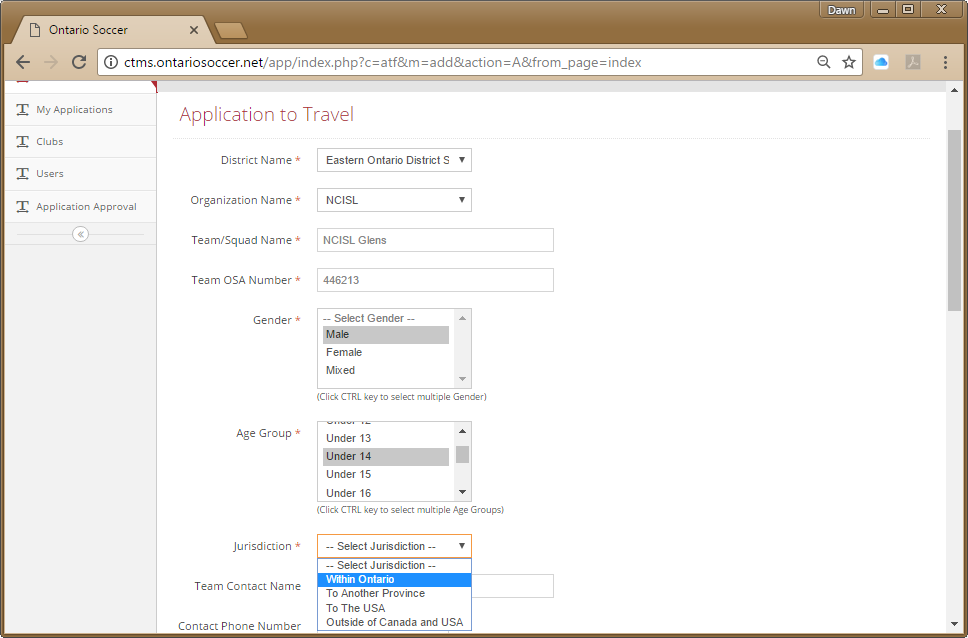 Dawn
Ontario Soccer
ctms.ontariosoccer.net/app/index.php?c=atf&m=add&action=A&from_page=index
My Applications
Clubs
Users
Application Approval
«
Application to Travel
District Name * Eastern Ontario District S
Organization Name * NCISL
Team/Squad Name * NCISL Glens
Team OSA Number * 446213
Gender * -- Select Gender --
Male
Female
Mixed
(Click CTRL key to select multiple Gender)
Age Group * Under 12
Under 13
Under 14
Under 15
Under 16
(Click CTRL key to select multiple Age Groups)
Jurisdiction * -- Select Jurisdiction --
-- Select Jurisdiction --
Within Ontario
Team Contact Name To Another Province
To The USA
Contact Phone Number Outside of Canada and USA